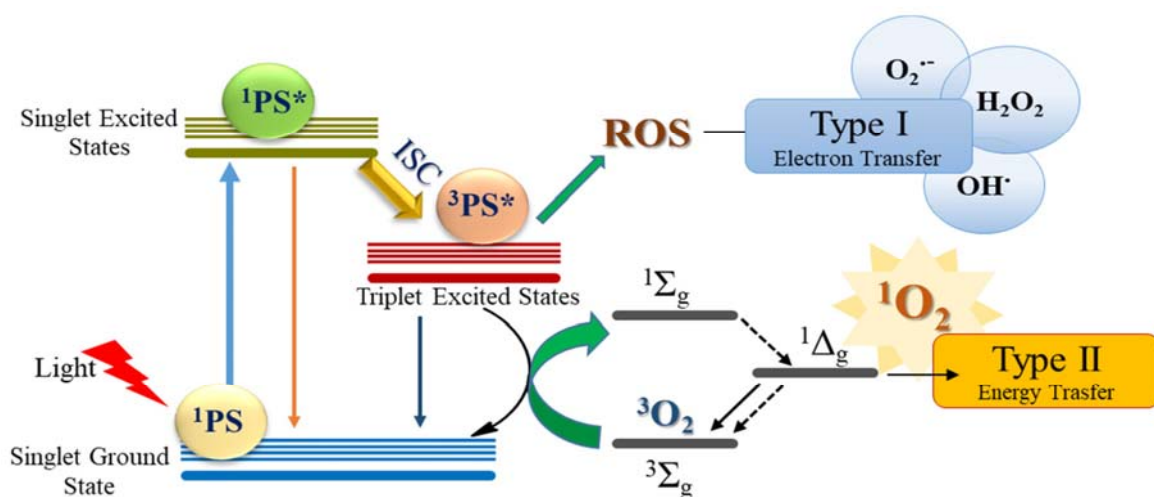 ¹PS*
Singlet Excited
States
ISC
³PS*
Triplet Excited States
ROS
Type I
Electron Transfer
O₂·⁻
H₂O₂
OH·
Light
¹PS
Singlet Ground
State
¹Σg
¹Δg
³O₂
³Σg
¹O₂
Type II
Energy Trasfer